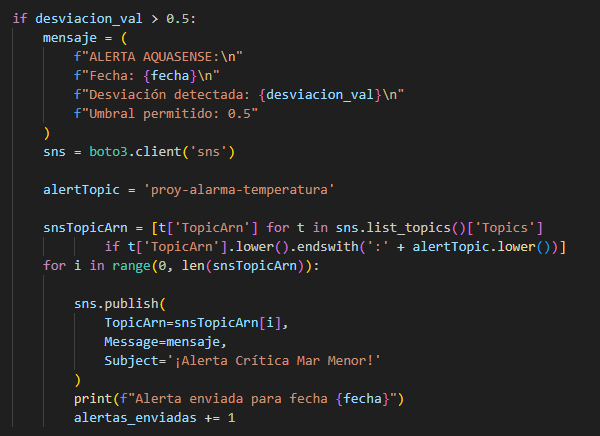 if desviacion_val > 0.5:
    mensaje = (
        f"ALERTA AQUASENSE:\n"
        f"Fecha: {fecha}\n"
        f"Desviación detectada: {desviacion_val}\n"
        f"Umbral permitido: 0.5"
    )
    sns = boto3.client('sns')
    alertTopic = 'proy-alarma-temperatura'
    snsTopicArn = [t['TopicArn'] for t in sns.list_topics()['Topics']
            if t['TopicArn'].lower().endswith(':' + alertTopic.lower())]
    for i in range(0, len(snsTopicArn)):
        sns.publish(
            TopicArn=snsTopicArn[i],
            Message=mensaje,
            Subject='¡Alerta Crítica Mar Menor!'
        )
        print(f"Alerta enviada para fecha {fecha}")
        alertas_enviadas += 1